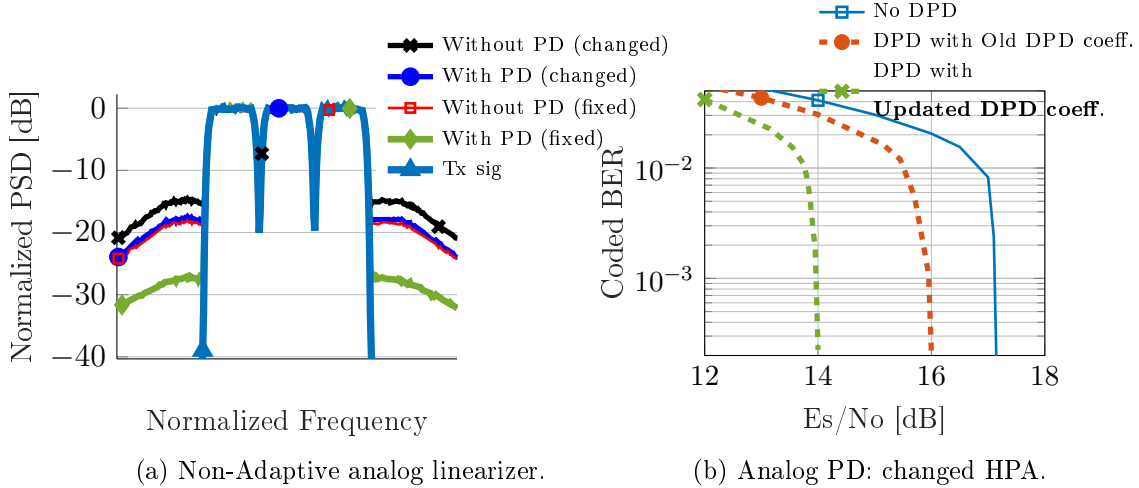 Without PD (changed)
With PD (changed)
Without PD (fixed)
With PD (fixed)
Tx sig
0
−10
−20
−30
−40
Normalized PSD [dB]
Normalized Frequency
(a) Non-Adaptive analog linearizer.
No DPD
DPD with Old DPD coeff.
DPD with
Updated DPD coeff.
10−2
10−3
Coded BER
12 14 16 18
Es/No [dB]
(b) Analog PD: changed HPA.